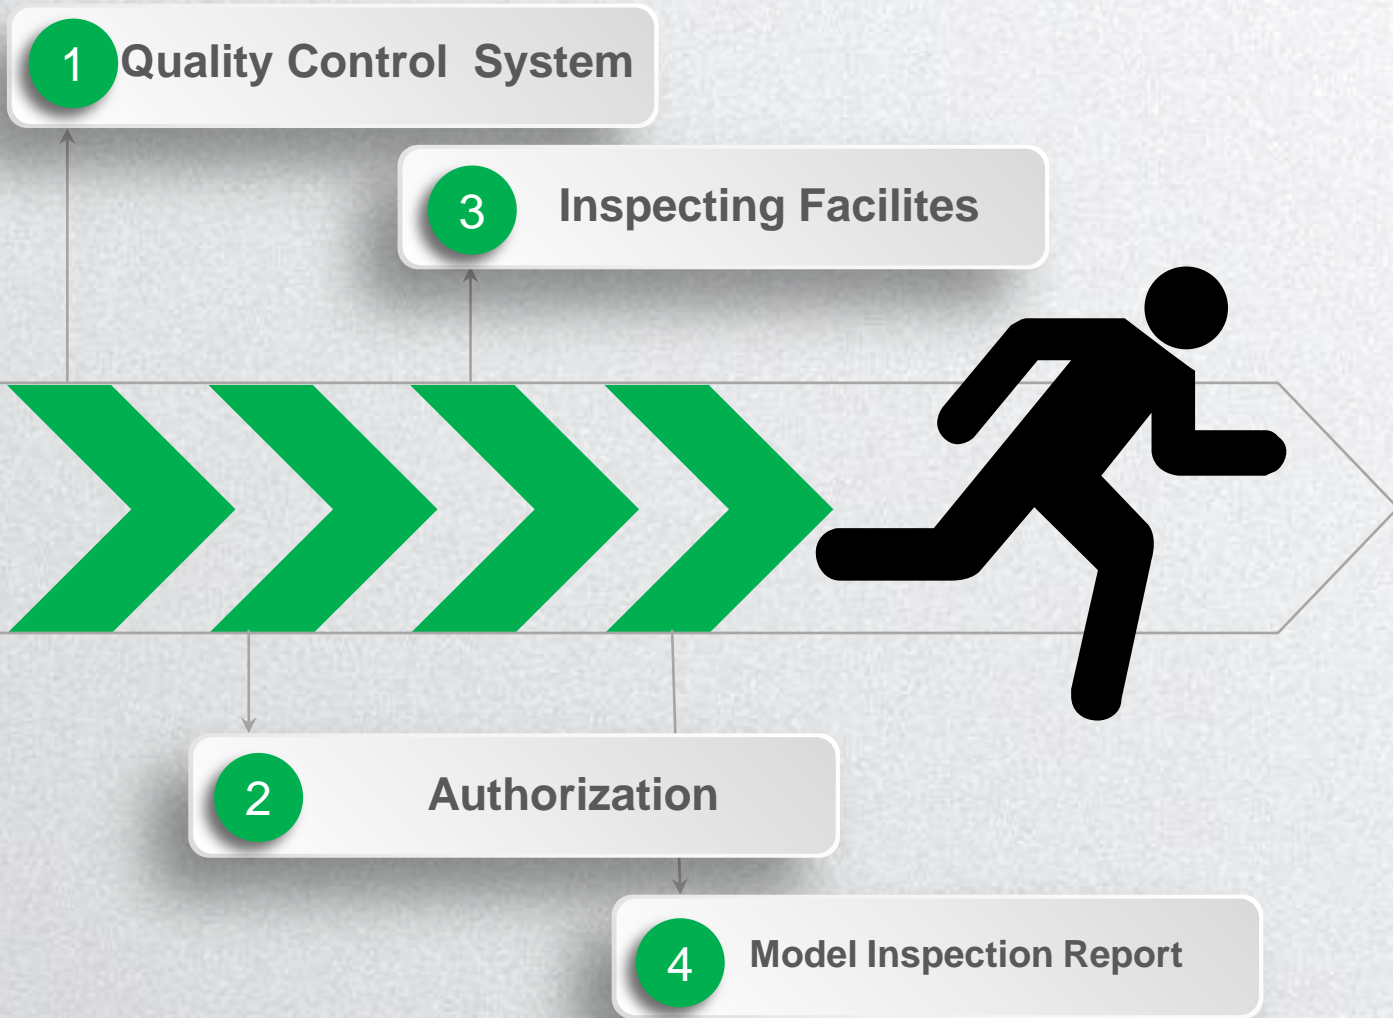 1 Quality Control System
3 Inspecting Facilites
2 Authorization
4 Model Inspection Report